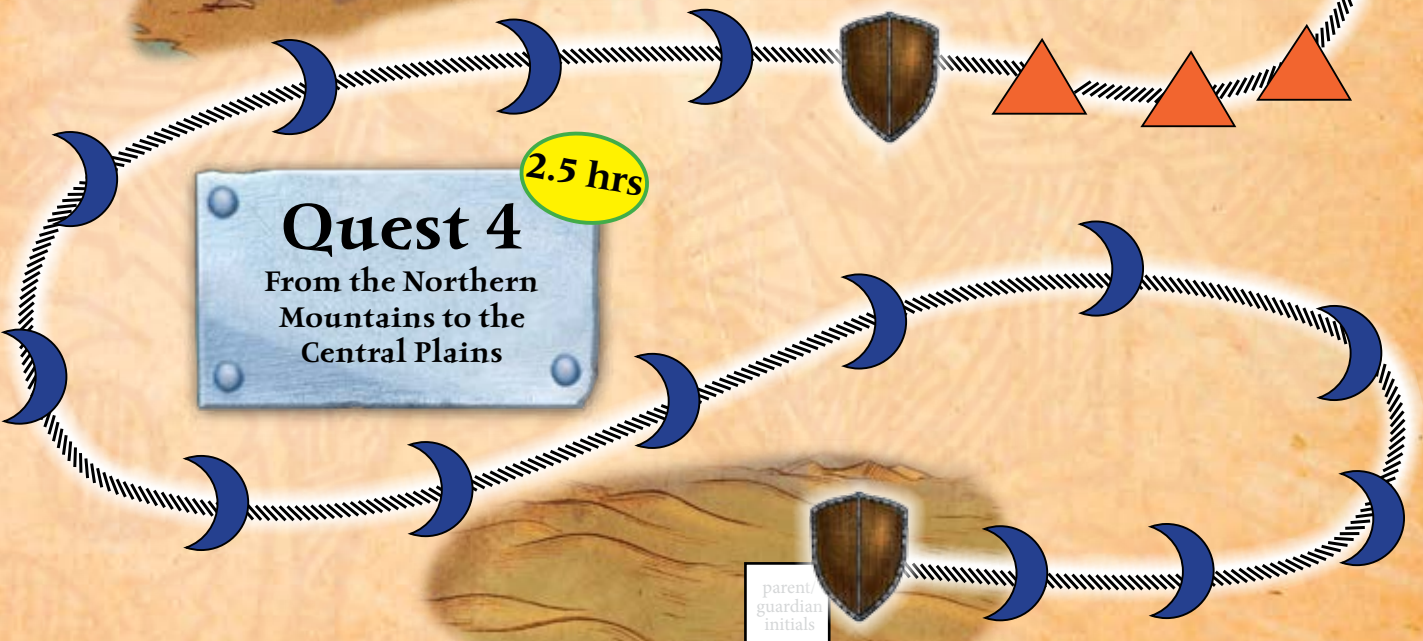 2.5 hrs
Quest 4
From the Northern
Mountains to the
Central Plains
parent/
guardian
initials